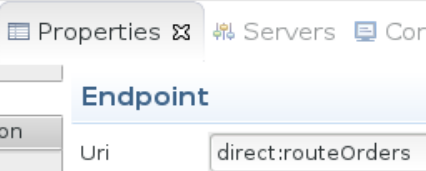 Properties Servers
Endpoint
Uri direct:routeOrders